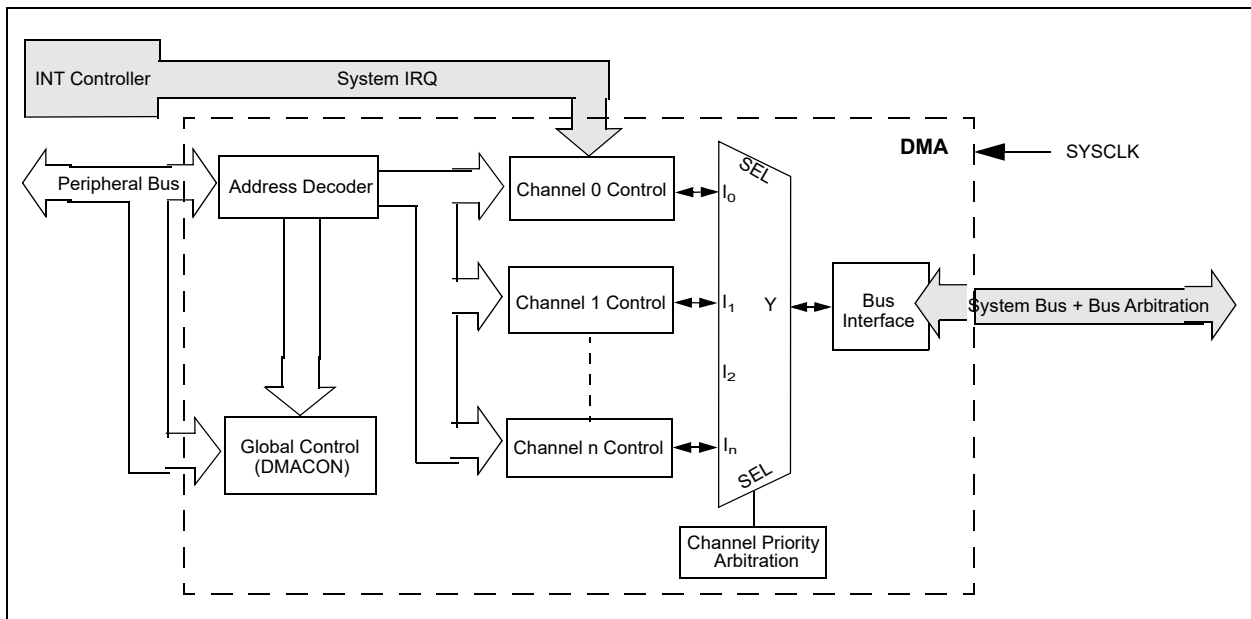 INT Controller
System IRQ
DMA
SYSCLK
Peripheral Bus
Address Decoder
Channel 0 Control
SEL
I0
Channel 1 Control
I1
Y
Bus
Interface
System Bus + Bus Arbitration
I2
Global Control
(DMACON)
Channel n Control
In
SEL
Channel Priority
Arbitration